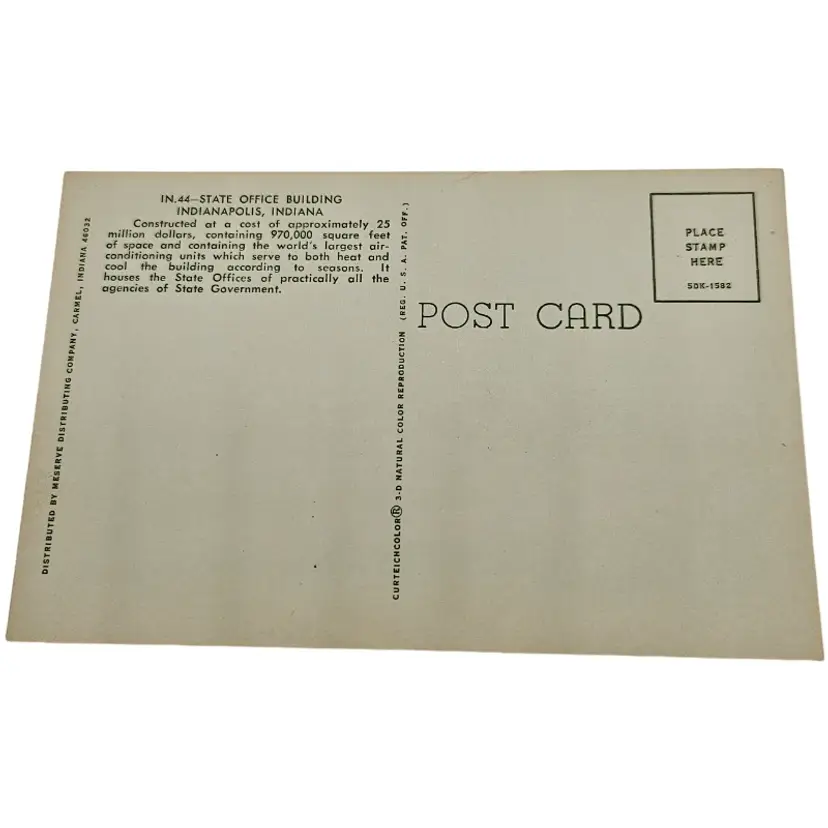 IN.44—STATE OFFICE BUILDING
INDIANAPOLIS, INDIANA
Constructed at a cost of approximately 25
million dollars, containing 970,000 square feet
of space and containing the world's largest air-
conditioning units which serve to both heat and
cool the building according to seasons. It
houses the State Offices of practically all the
agencies of State Government.
DISTRIBUTED BY MESERVE DISTRIBUTING COMPANY, CARMEL, INDIANA 46032
CURTEICHCOLOR® 3-D NATURAL COLOR REPRODUCTION (REG. U. S. A. PAT. OFF.)
POST CARD
PLACE
STAMP
HERE
5DK-1582